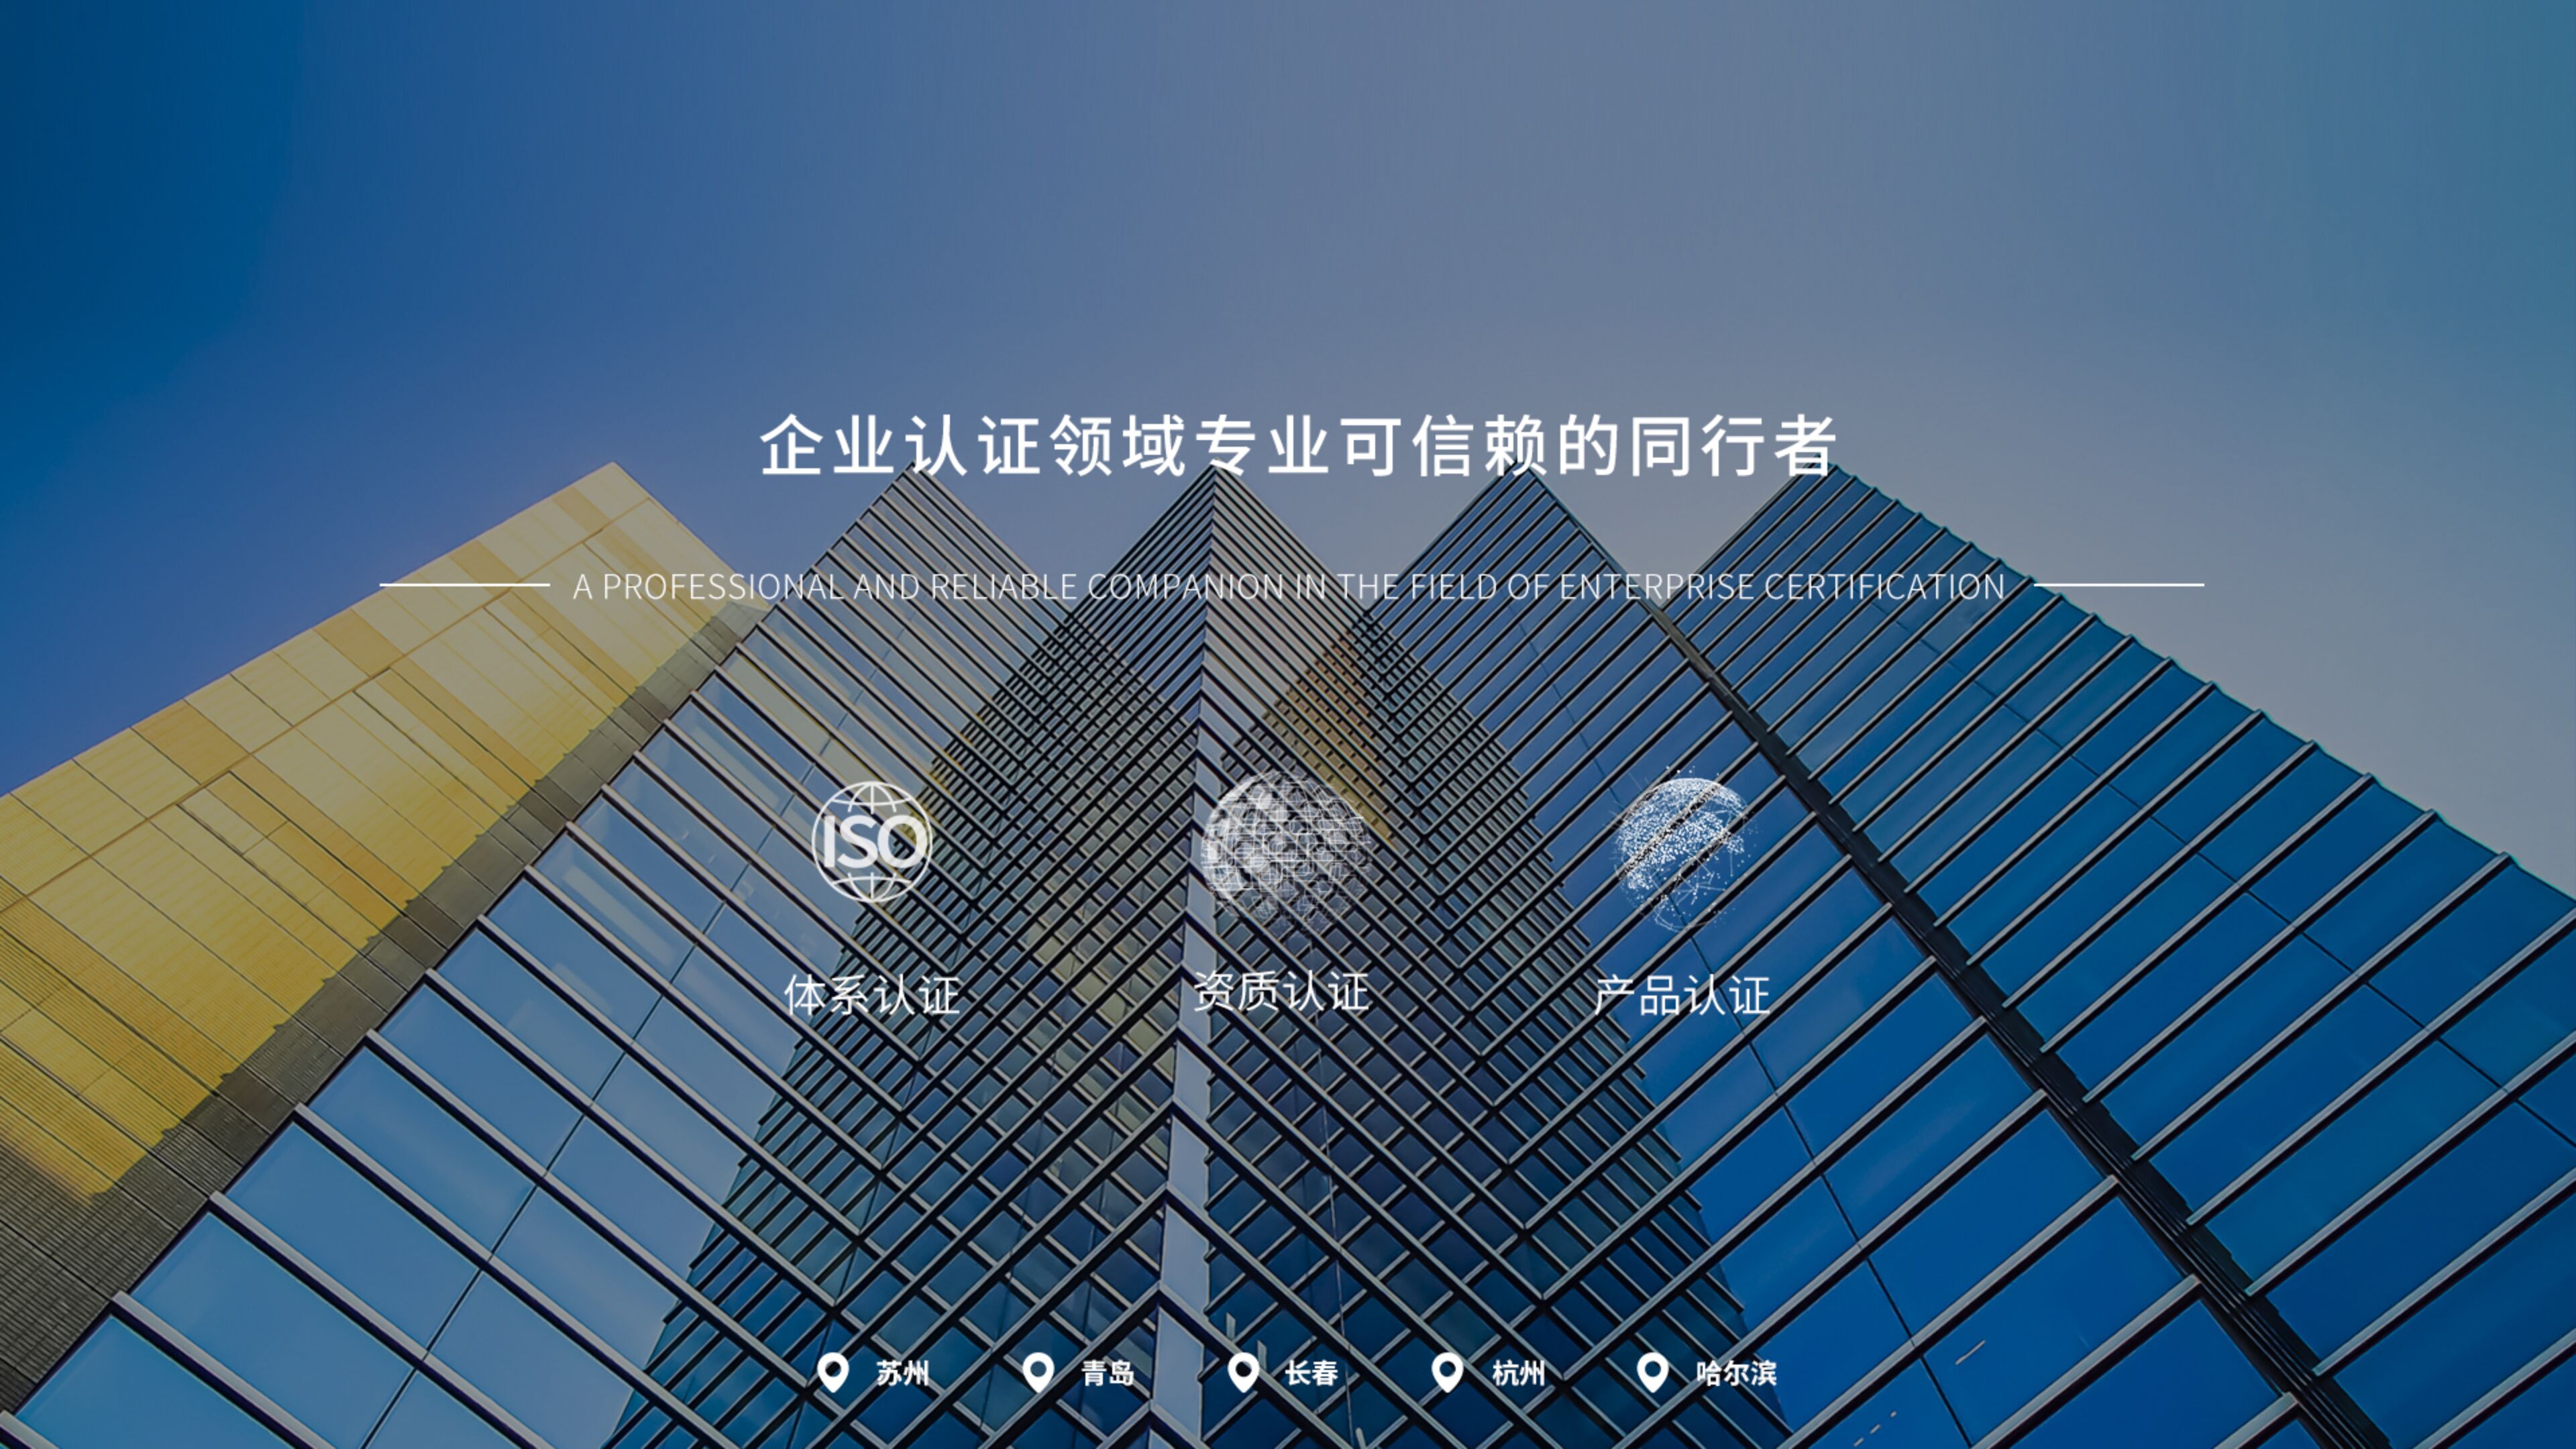 企业认证领域专业可信赖的同行者
A PROFESSIONAL AND RELIABLE COMPANION IN THE FIELD OF ENTERPRISE CERTIFICATION
ISO
体系认证 资质认证 产品认证
苏州 青岛 长春 杭州 哈尔滨